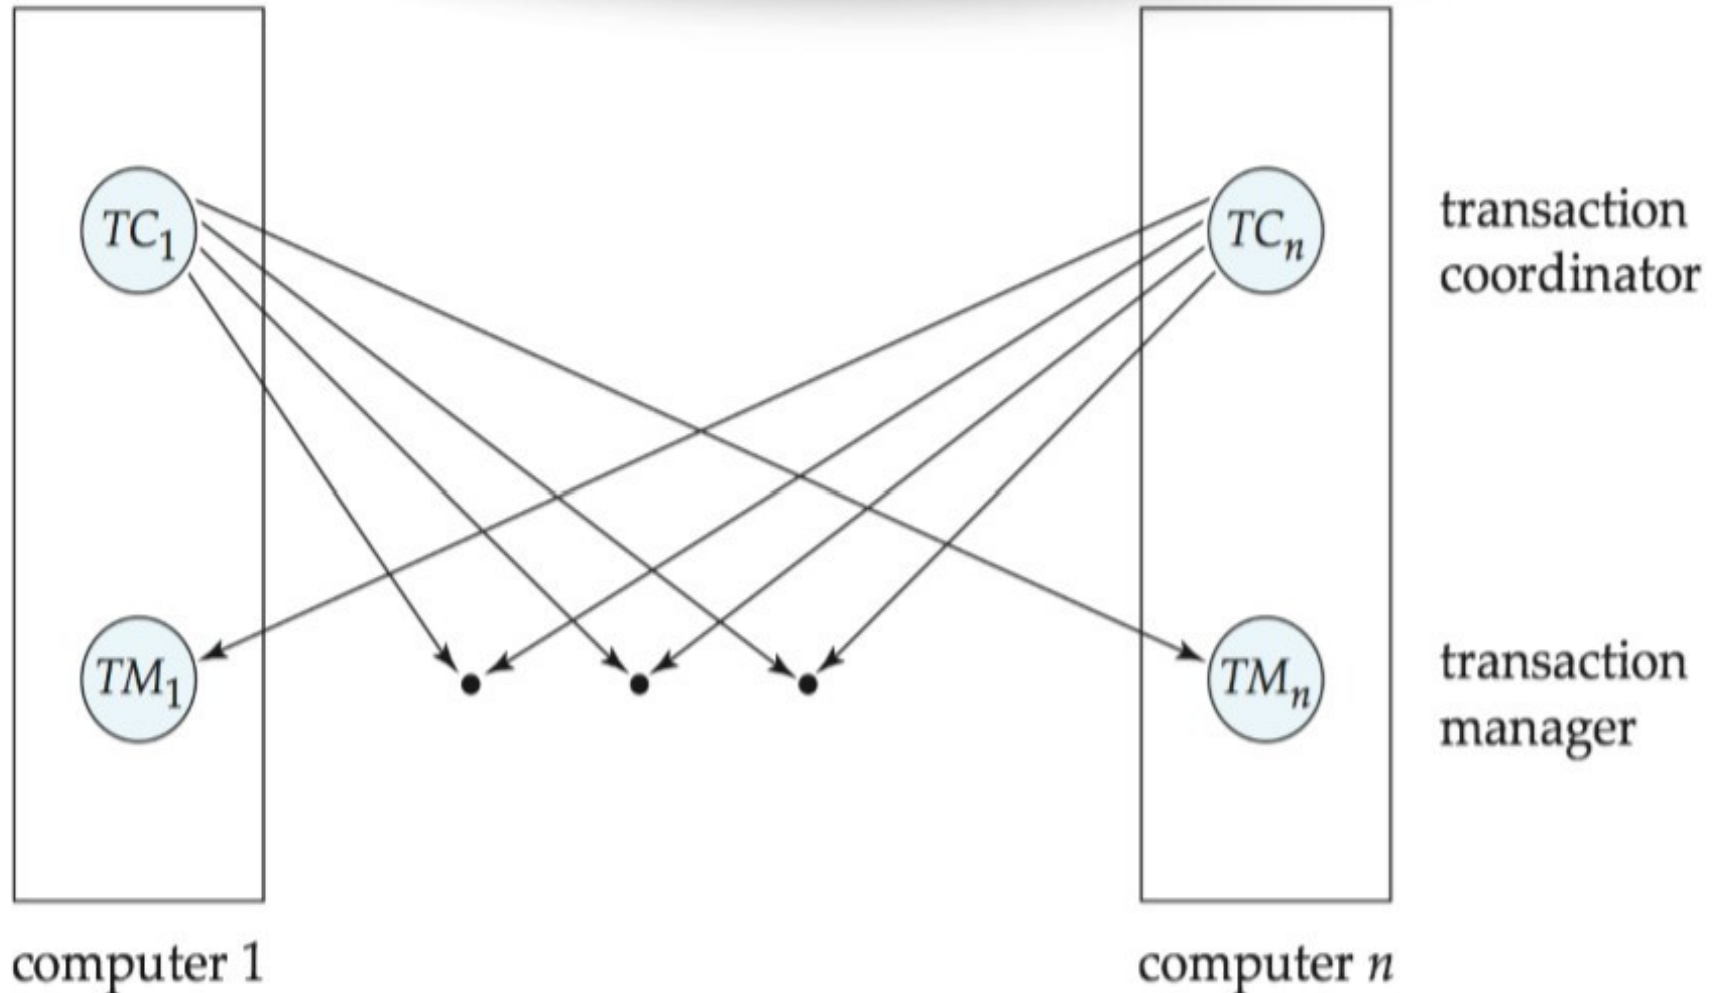 TC₁
TCₙ
transaction
coordinator
TM₁
TMₙ
transaction
manager
computer 1
computer n